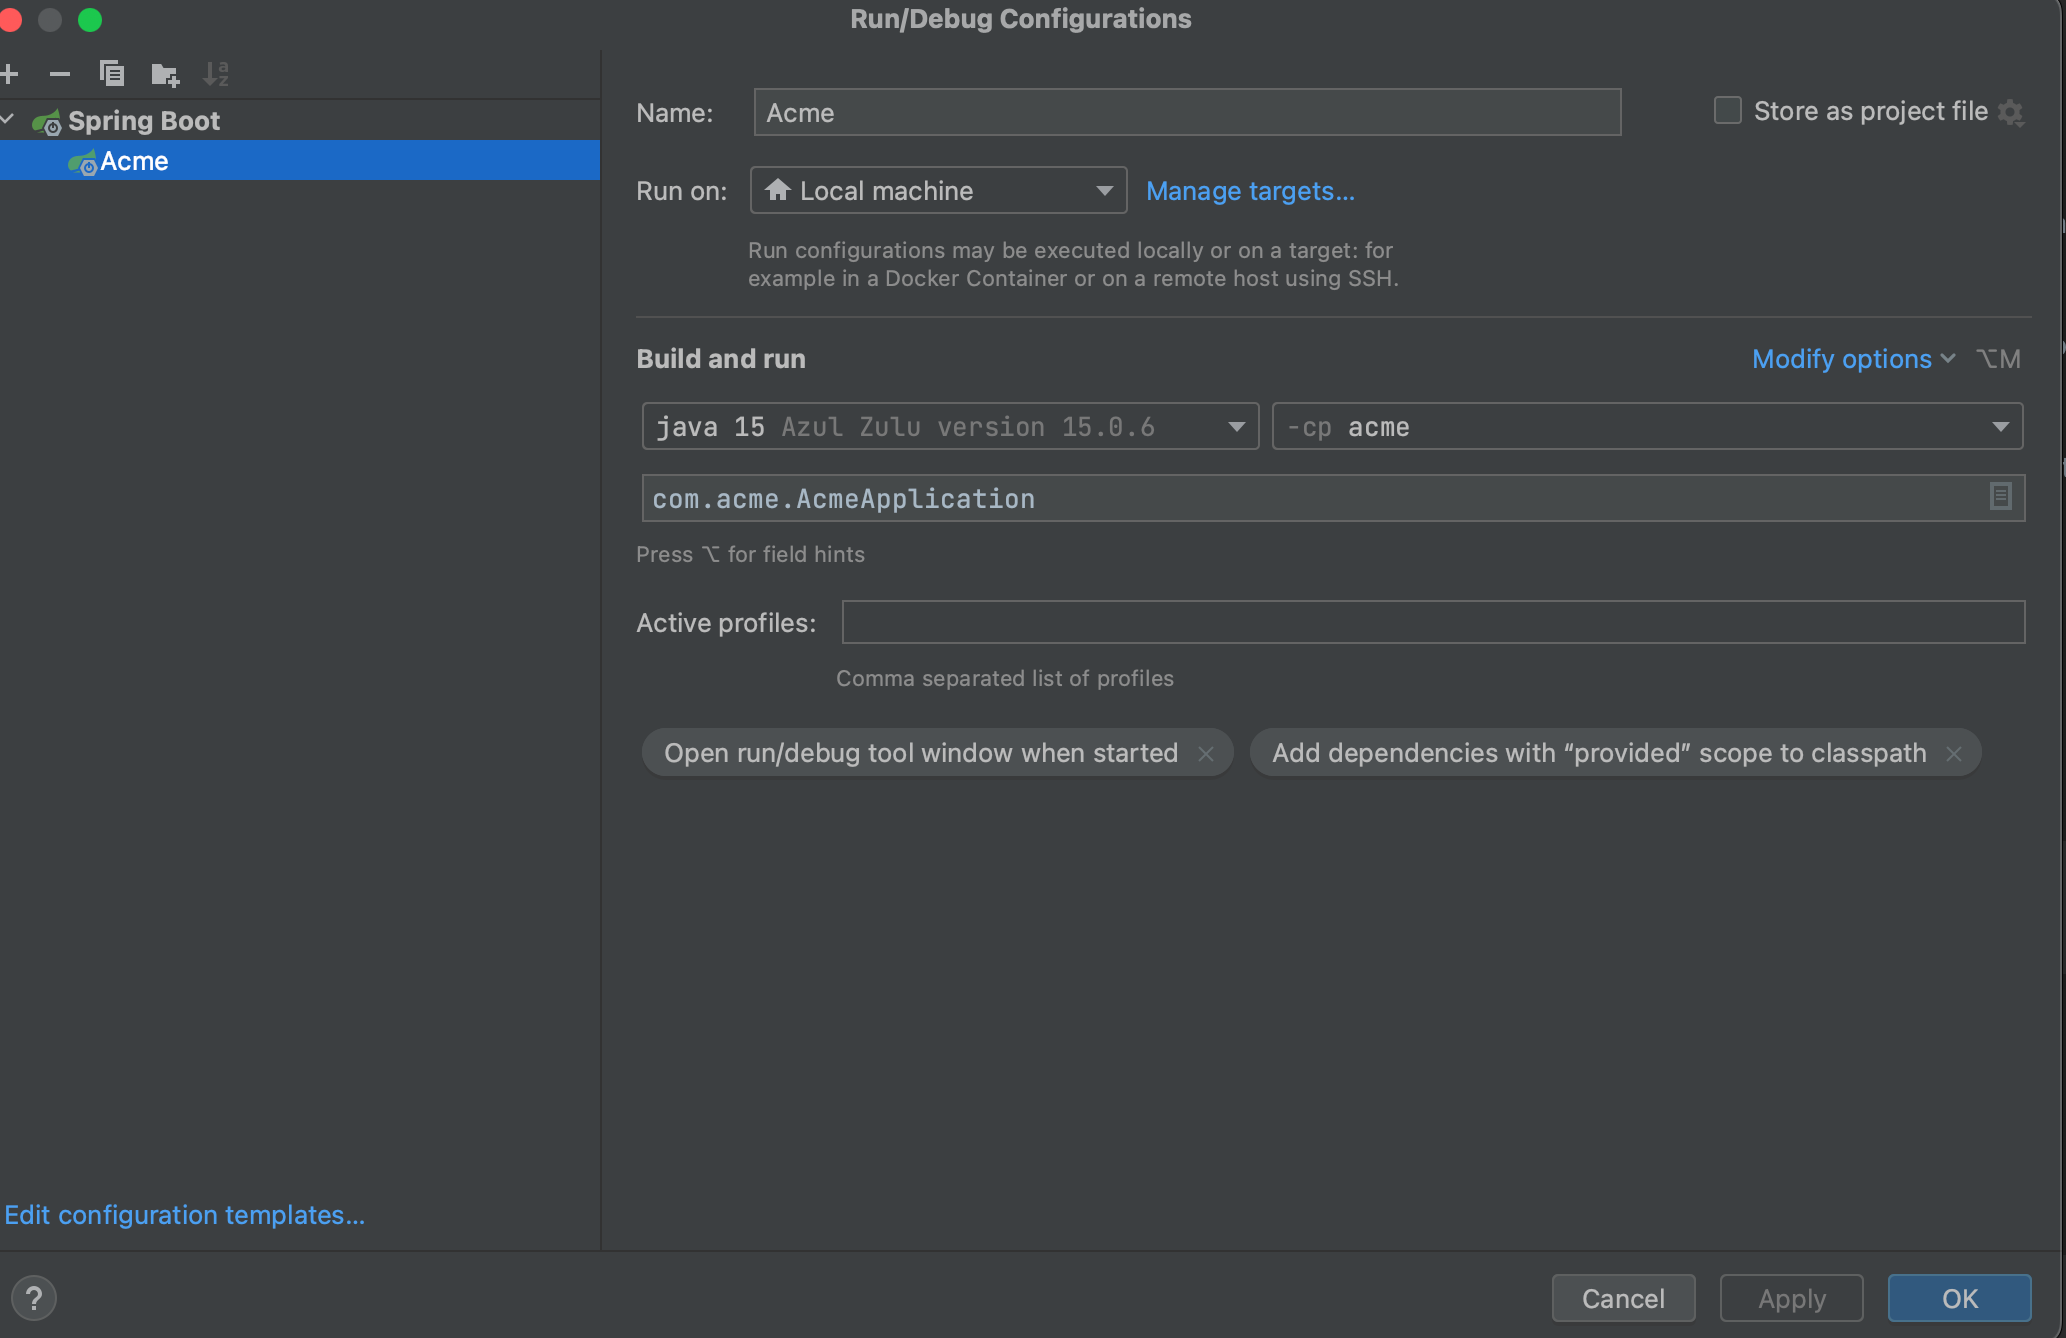 Run/Debug Configurations
Spring Boot
Acme
Edit configuration templates...
Name: Acme
Store as project file
Run on: Local machine Manage targets...
Run configurations may be executed locally or on a target: for
example in a Docker Container or on a remote host using SSH.
Build and run
Modify options ⌥M
java 15 Azul Zulu version 15.0.6
-cp acme
com.acme.AcmeApplication
Press ⌥ for field hints
Active profiles:
Comma separated list of profiles
Open run/debug tool window when started ×
Add dependencies with “provided” scope to classpath ×
?
Cancel
Apply
OK